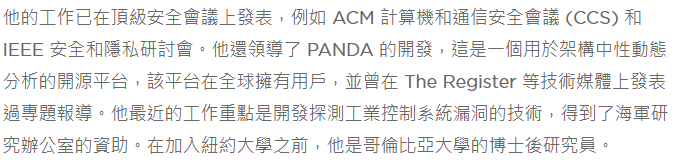 他的工作已在頂級安全會議上發表，例如 ACM 計算機和通信安全會議 (CCS) 和
IEEE 安全和隱私研討會。他還領導了 PANDA 的開發，這是一個用於架構中性動態
分析的開源平台，該平台在全球擁有用戶，並曾在 The Register 等技術媒體上發表
過專題報導。他最近的工作重點是開發探測工業控制系統漏洞的技術，得到了海軍研
究辦公室的資助。在加入紐約大學之前，他是哥倫比亞大學的博士後研究員。